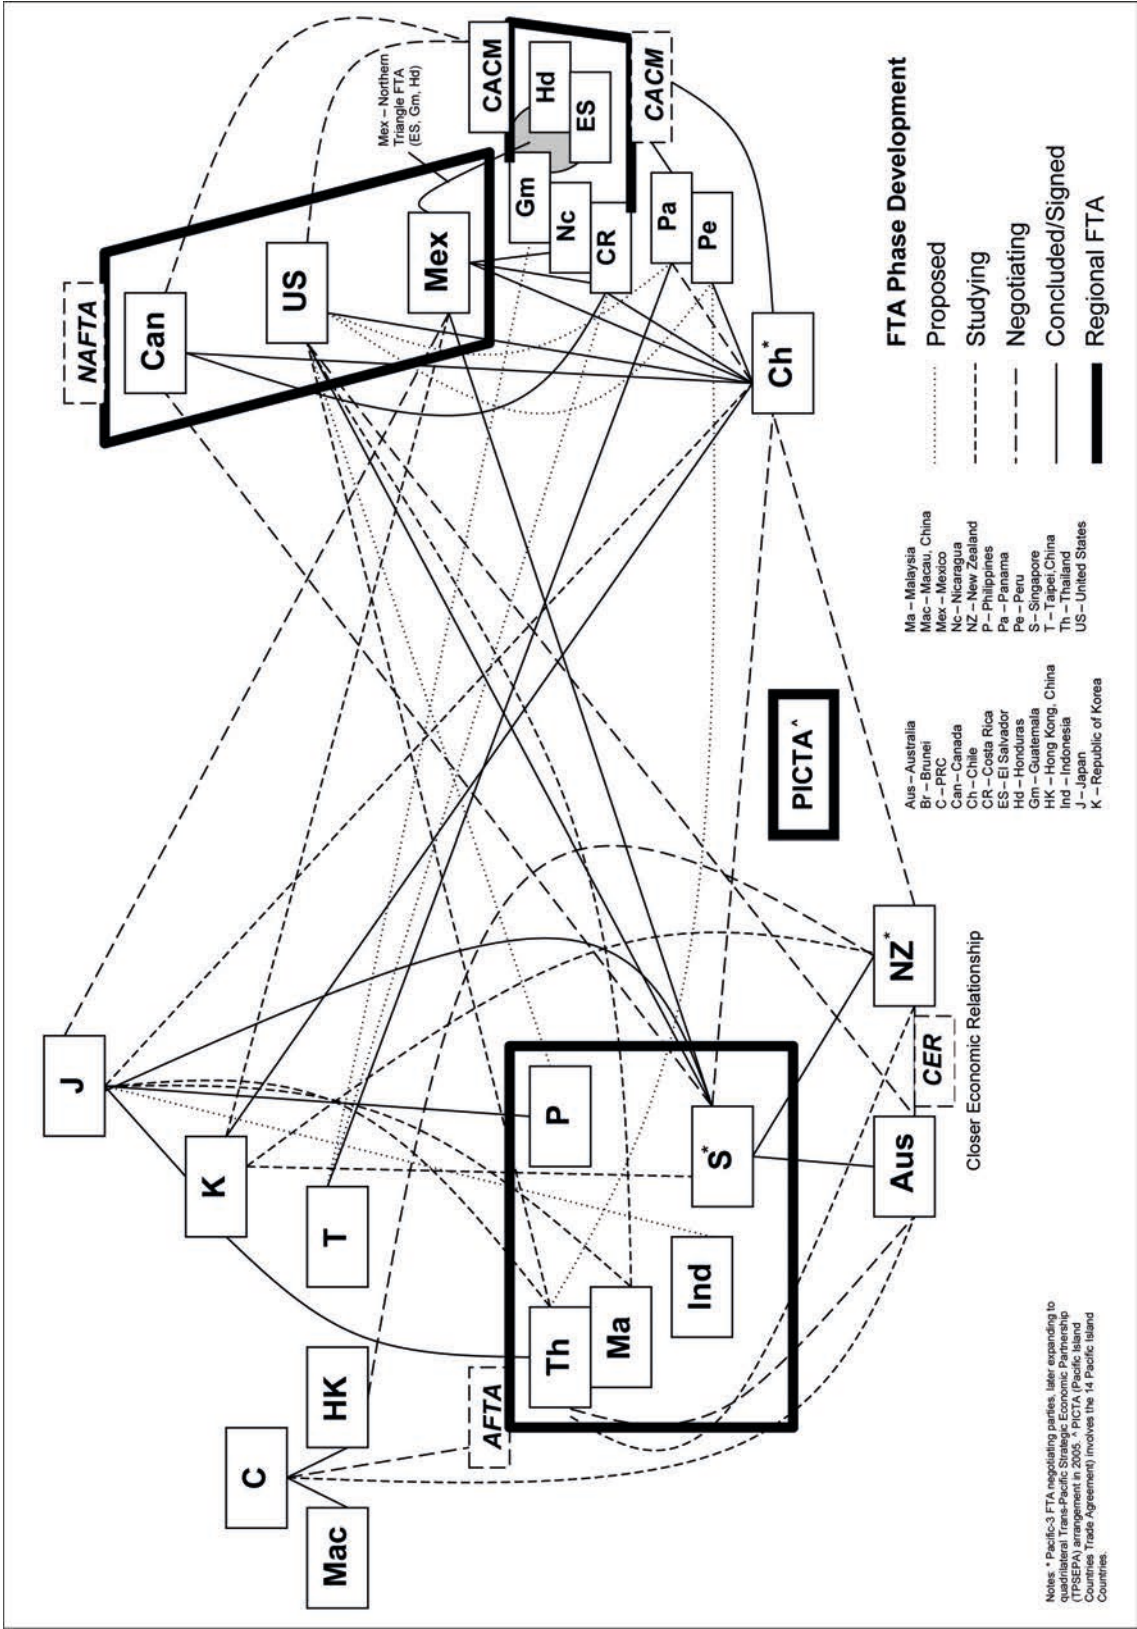 J
K
T
C
HK
Mac
AFTA
Th
Ma
Ind
P
S*
Aus
CER
NZ*
Closer Economic Relationship
PICTA^
NAFTA
Can
US
Mex
Mex – Northern
Triangle FTA
(ES, Gm, Hd)
CACM
Hd
ES
Gm
Nc
CR
CACM
Pa
Pe
Ch*
Aus – Australia
Br – Brunei
C – PRC
Can – Canada
Ch – Chile
CR – Costa Rica
ES – El Salvador
Hd – Honduras
Gm – Guatemala
HK – Hong Kong, China
Ind – Indonesia
J – Japan
K – Republic of Korea
Ma – Malaysia
Mac – Macau, China
Mex – Mexico
Nc – Nicaragua
NZ – New Zealand
P – Philippines
Pa – Panama
Pe – Peru
S – Singapore
T – Taipei,China
Th – Thailand
US – United States
FTA Phase Development
Proposed
Studying
Negotiating
Concluded/Signed
Regional FTA
Notes: * Pacific-3 FTA negotiating parties, later expanding to
quadrilateral Trans-Pacific Strategic Economic Partnership
(TPSEPA) arrangement in 2005. ^ PICTA (Pacific Island
Countries Trade Agreement) involves the 14 Pacific Island
Countries.